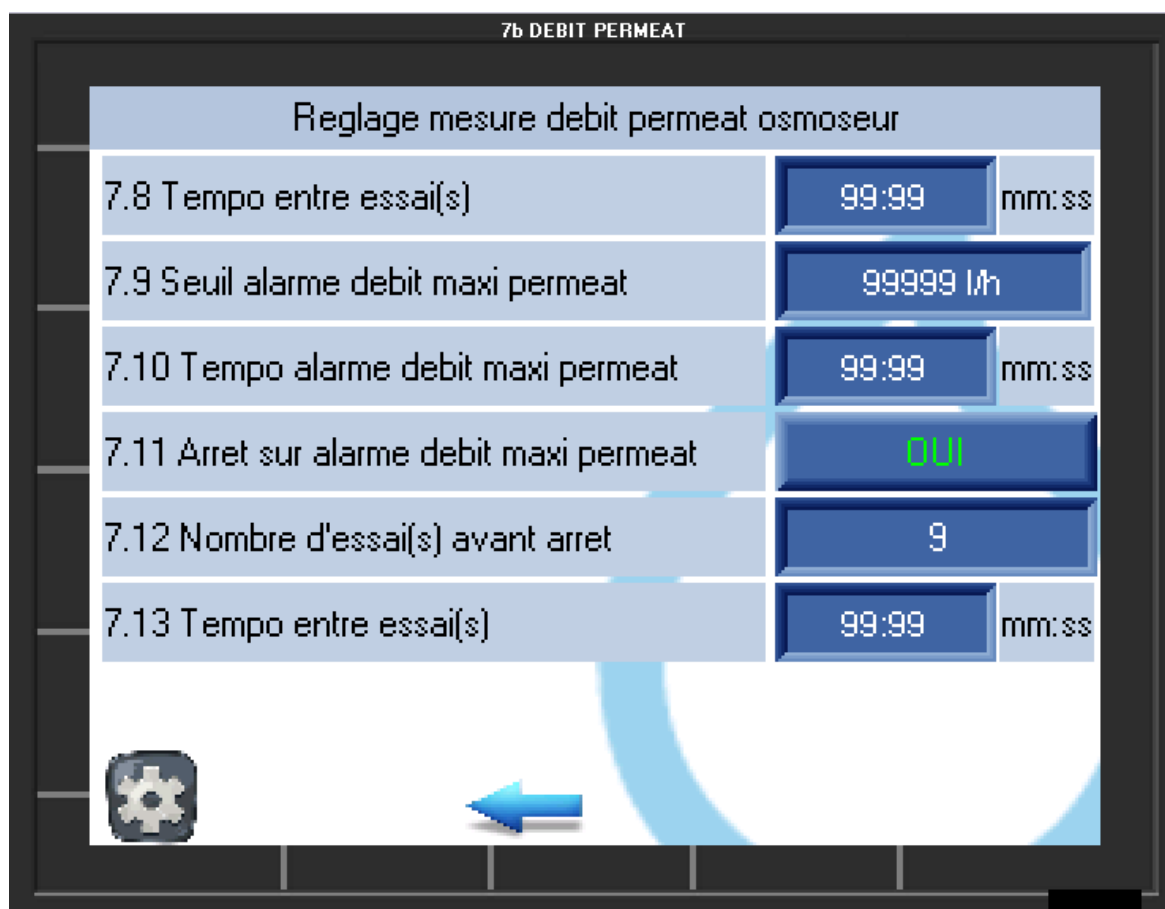 7b DEBIT PERMEAT
Reglage mesure debit permeat osmoseur
7.8 Tempo entre essai(s) 99:99 mm:ss
7.9 Seuil alarme debit maxi permeat 99999 l/h
7.10 Tempo alarme debit maxi permeat 99:99 mm:ss
7.11 Arret sur alarme debit maxi permeat OUI
7.12 Nombre d'essai(s) avant arret 9
7.13 Tempo entre essai(s) 99:99 mm:ss